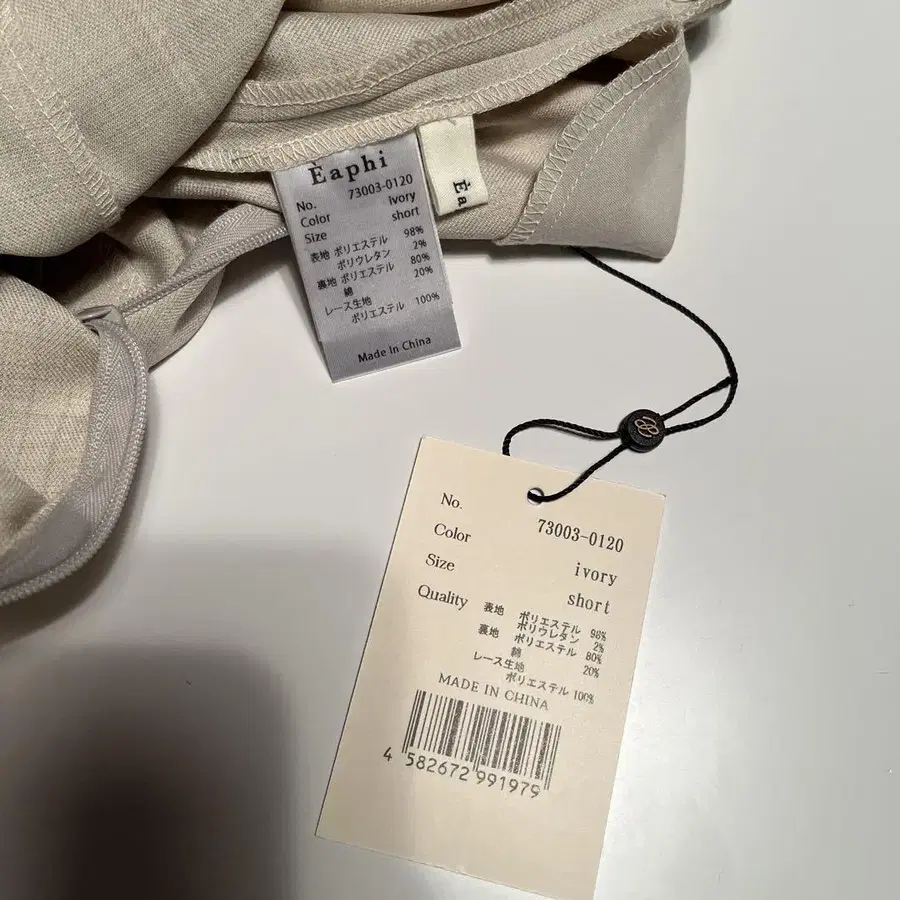 Èaphi
No. 73003-0120
Color ivory
Size short
表地 ポリエステル 98%
ポリウレタン 2%
裏地 ポリエステル 80%
綿 20%
レース生地
ポリエステル 100%
Made In China
Èa
No. 73003-0120
Color ivory
Size short
Quality 表地 ポリエステル 98%
ポリウレタン 2%
裏地 ポリエステル 80%
綿 20%
レース生地
ポリエステル 100%
MADE IN CHINA
4 582672 991979